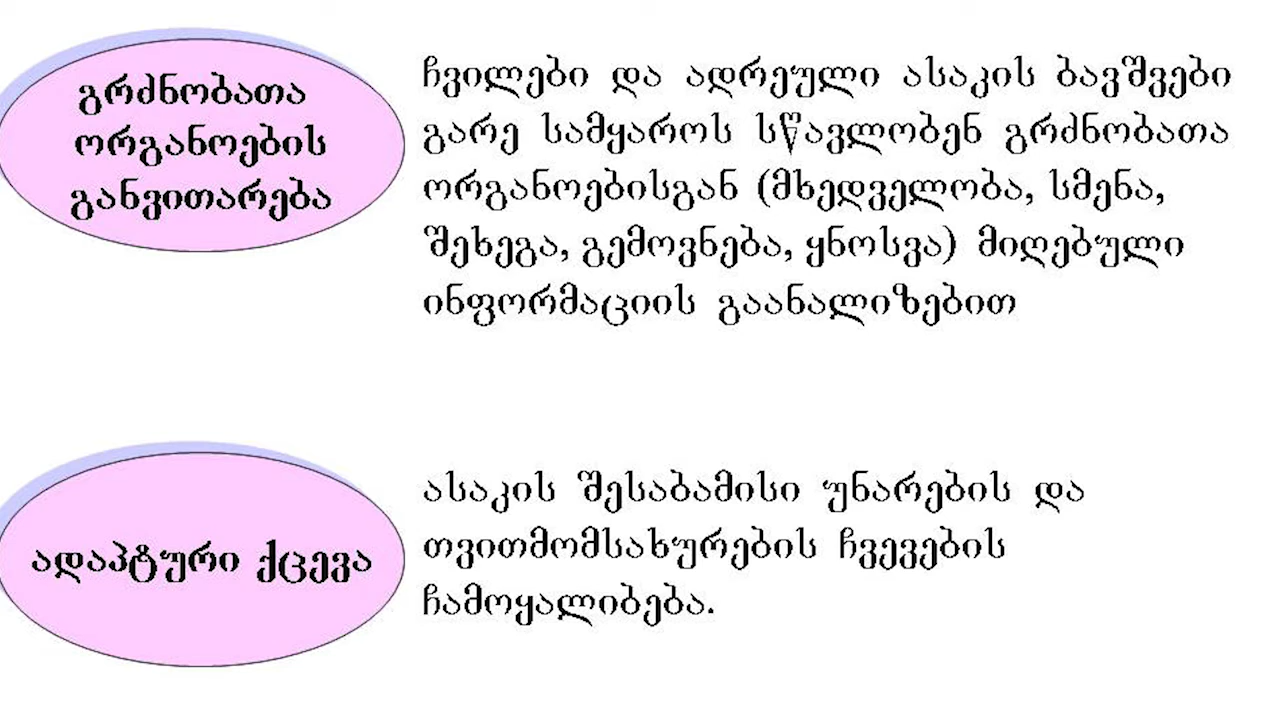 გრძნობათა
ორგანოების
განვითარება
ჩვილები და ადრეული ასაკის ბავშვები
გარე სამყაროს სწავლობენ გრძნობათა
ორგანოებისგან (მხედველობა, სმენა,
შეხეგა, გემოვნება, ყნოსვა) მიღებული
ინფორმაციის გაანალიზებით
ადაპტური ქცევა
ასაკის შესაბამისი უნარების და
თვითმომსახურების ჩვევების
ჩამოყალიბება.